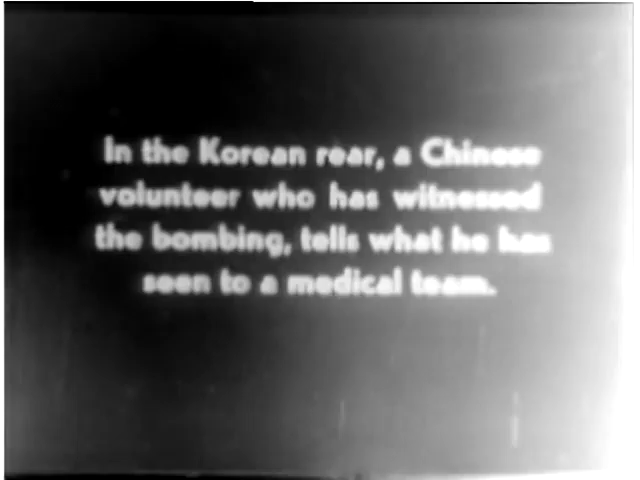 In the Korean rear, a Chinese
volunteer who has witnessed
the bombing, tells what he has
seen to a medical team.